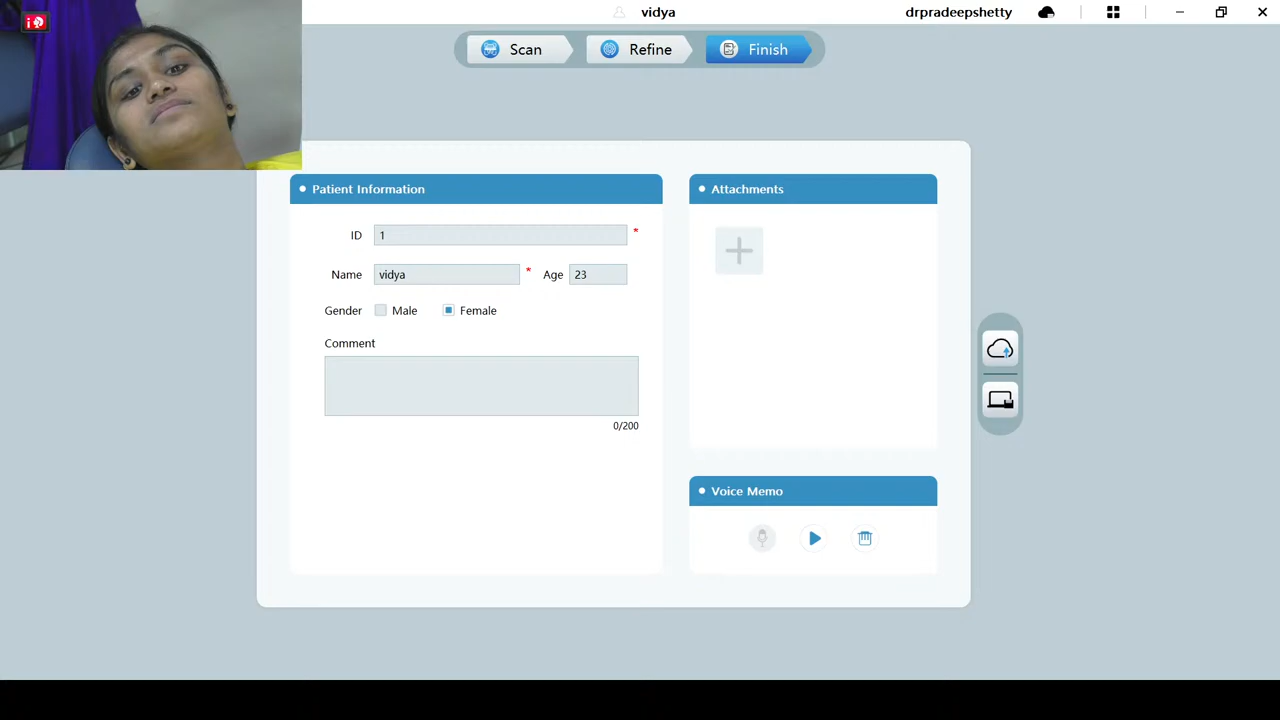 vidya
drpradeepshetty
Scan
Refine
Finish
Patient Information
ID 1 *
Name vidya * Age 23
Gender Male Female
Comment
0/200
Attachments
Voice Memo